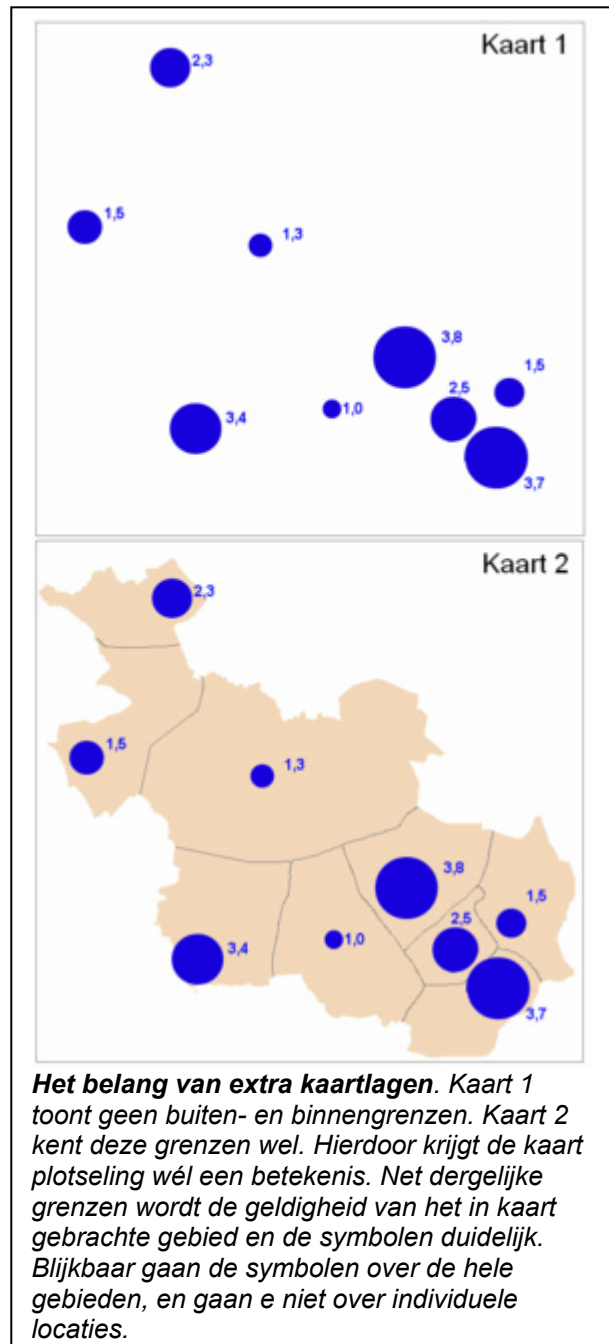 Kaart 1
2,3
1,5
1,3
3,8
1,5
2,5
1,0
3,4
3,7
Kaart 2
2,3
1,5
1,3
3,8
1,5
2,5
1,0
3,4
3,7
Het belang van extra kaartlagen. Kaart 1
toont geen buiten- en binnengrenzen. Kaart 2
kent deze grenzen wel. Hierdoor krijgt de kaart
plotseling wél een betekenis. Net dergelijke
grenzen wordt de geldigheid van het in kaart
gebrachte gebied en de symbolen duidelijk.
Blijkbaar gaan de symbolen over de hele
gebieden, en gaan e niet over individuele
locaties.